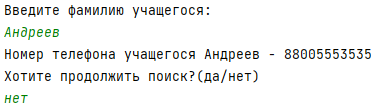 Введите фамилию учащегося:
Андреев
Номер телефона учащегося Андреев - 88005553535
Хотите продолжить поиск?(да/нет)
нет